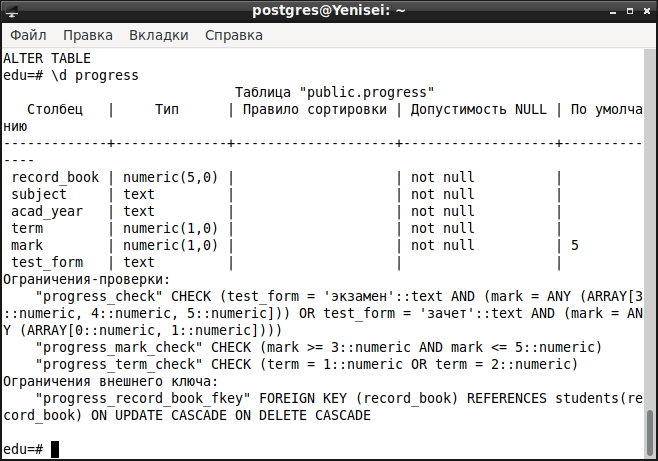 postgres@Yenisei: ~
Файл Правка Вкладки Справка
ALTER TABLE
edu=# \d progress
                             Таблица "public.progress"
   Столбец   |     Тип      | Правило сортировки | Допустимость NULL | По умолча
нию
-------------+--------------+--------------------+-------------------+----------
----
 record_book | numeric(5,0) |                    | not null          |
 subject     | text         |                    | not null          |
 acad_year   | text         |                    | not null          |
 term        | numeric(1,0) |                    | not null          |
 mark        | numeric(1,0) |                    | not null          | 5
 test_form   | text         |                    |                   |
Ограничения-проверки:
    "progress_check" CHECK (test_form = 'экзамен'::text AND (mark = ANY (ARRAY[3
::numeric, 4::numeric, 5::numeric])) OR test_form = 'зачет'::text AND (mark = AN
Y (ARRAY[0::numeric, 1::numeric])))
    "progress_mark_check" CHECK (mark >= 3::numeric AND mark <= 5::numeric)
    "progress_term_check" CHECK (term = 1::numeric OR term = 2::numeric)
Ограничения внешнего ключа:
    "progress_record_book_fkey" FOREIGN KEY (record_book) REFERENCES students(re
cord_book) ON UPDATE CASCADE ON DELETE CASCADE
edu=#